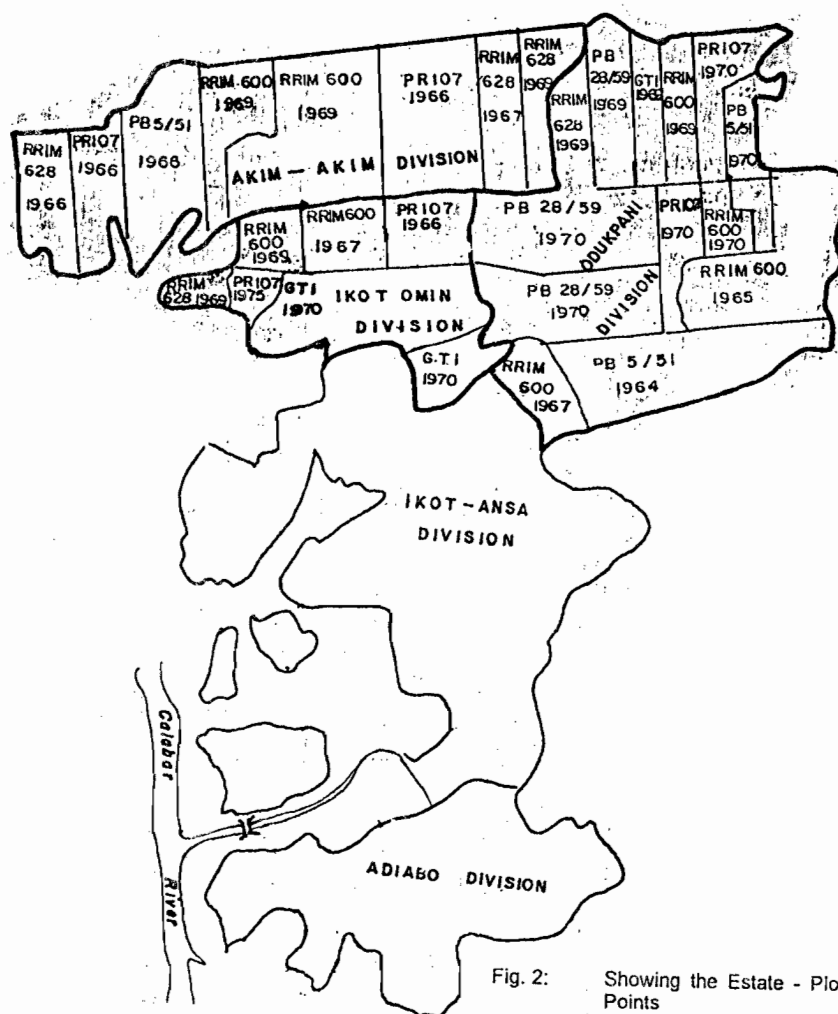 RRIM
628
1966
PR107
1966
PB 5/51
1966
RRIM 600
1969
RRIM 600
1969
PR107
1966
RRIM
628
1967
RRIM
628
1969
RRIM
628
1969
PB
28/59
1969
GT1
RRIM
600
1969
PR107
1970
PB
5/51
1970
AKIM - AKIM DIVISION
RRIM
600
1969
RRIM600
1967
PR107
1966
PB 28/59
1970
ODUKPANI
DIVISION
PR107
1970
RRIM
600
1970
RRIM 600
1965
RRIM
628 1969
PR107
1975
GT1
1970
IKOT OMIN
DIVISION
PB 28/59
1970
G.T.1
1970
RRIM
600
1967
PB 5/51
1964
IKOT-ANSA
DIVISION
Calabar
River
ADIABO DIVISION
Fig. 2: Showing the Estate - Plo
Points